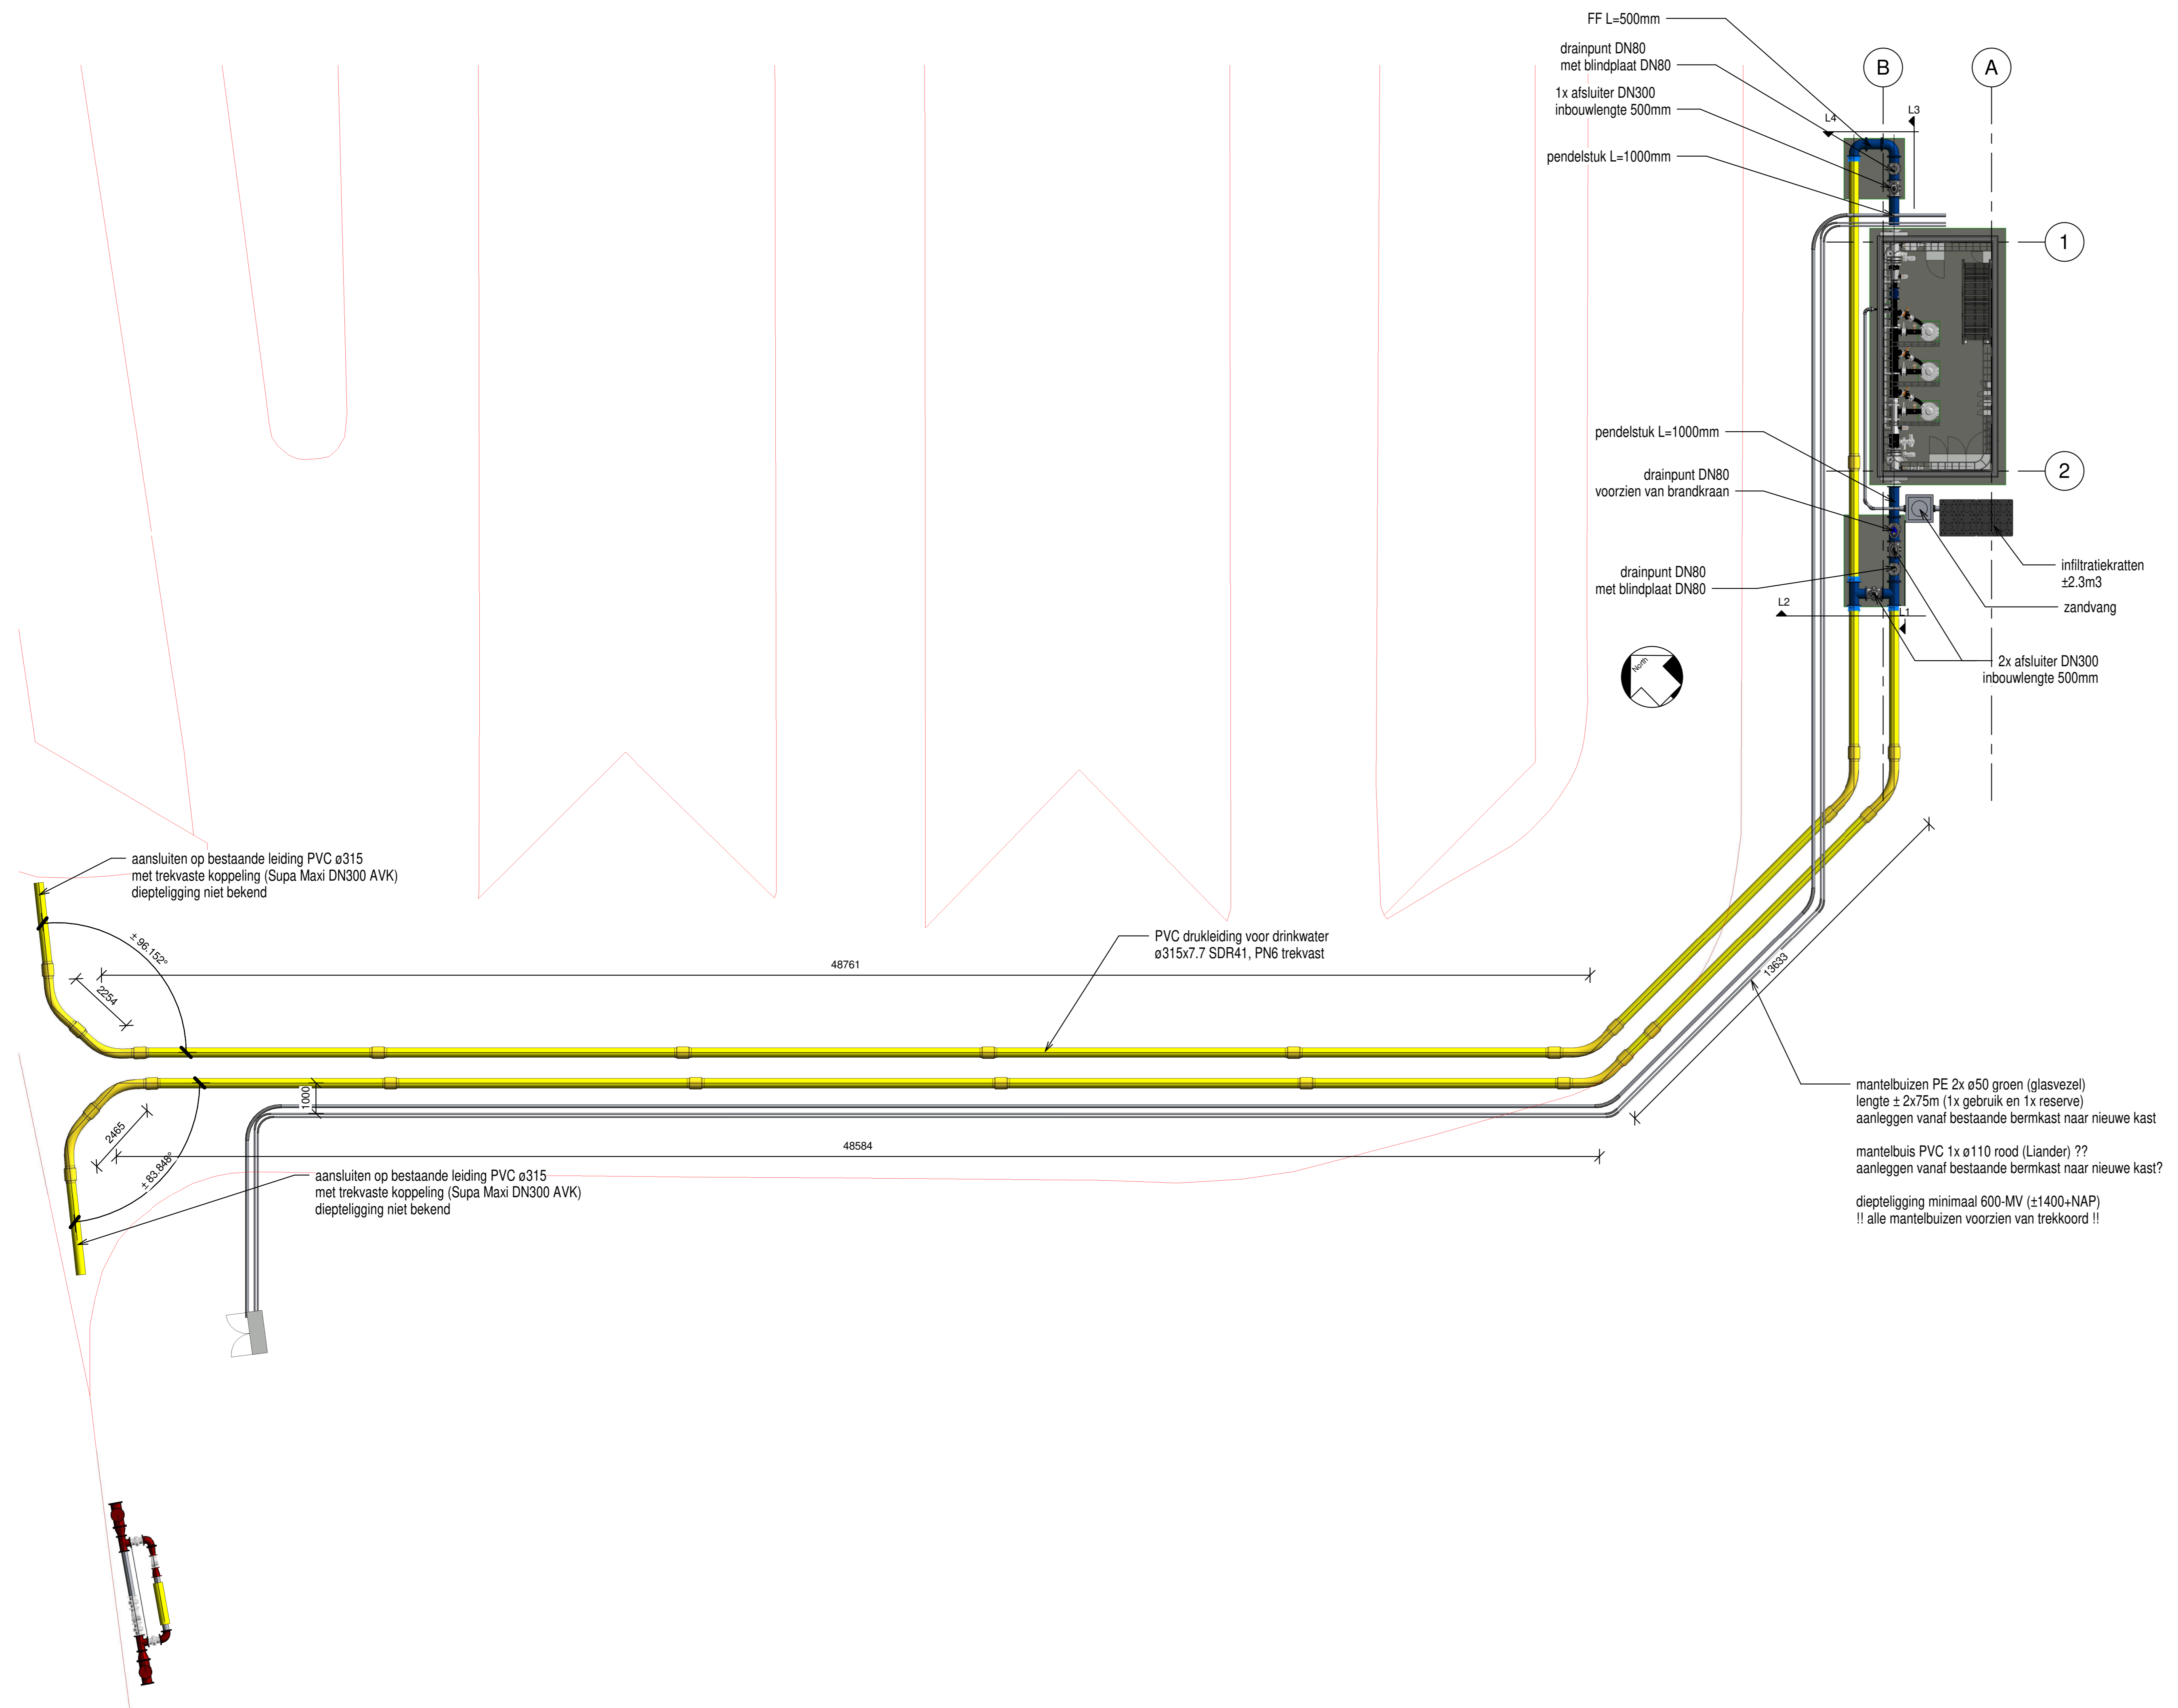 FF L=500mm
drainpunt DN80
met blindplaat DN80
1x afsluiter DN300
inbouwlengte 500mm
pendelstuk L=1000mm
B
A
L4
L3
1
2
pendelstuk L=1000mm
drainpunt DN80
voorzien van brandkraan
drainpunt DN80
met blindplaat DN80
L2
L1
infiltratiekratten
±2.3m3
zandvang
2x afsluiter DN300
inbouwlengte 500mm
North
aansluiten op bestaande leiding PVC ø315
met trekvaste koppeling (Supa Maxi DN300 AVK)
diepteligging niet bekend
± 96.152°
2254
48761
PVC drukleiding voor drinkwater
ø315x7.7 SDR41, PN6 trekvast
13633
1000
2465
± 83.848°
48584
aansluiten op bestaande leiding PVC ø315
met trekvaste koppeling (Supa Maxi DN300 AVK)
diepteligging niet bekend
mantelbuizen PE 2x ø50 groen (glasvezel)
lengte ± 2x75m (1x gebruik en 1x reserve)
aanleggen vanaf bestaande bermkast naar nieuwe kast
mantelbuis PVC 1x ø110 rood (Liander) ??
aanleggen vanaf bestaande bermkast naar nieuwe kast?
diepteligging minimaal 600-MV (±1400+NAP)
!! alle mantelbuizen voorzien van trekkoord !!